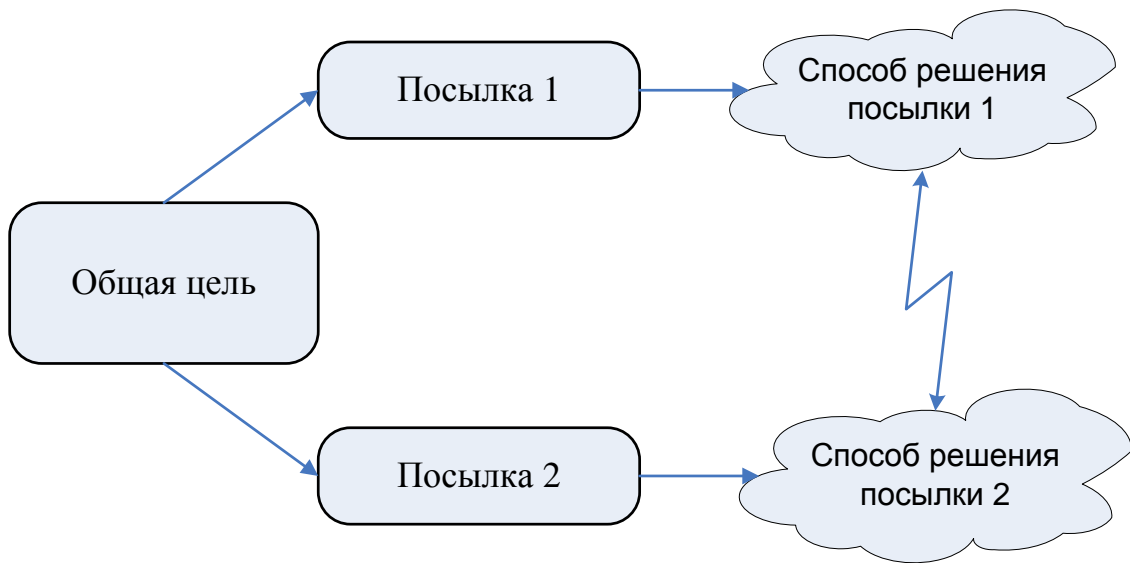 Посылка 1
Способ решения
посылки 1
Общая цель
Посылка 2
Способ решения
посылки 2